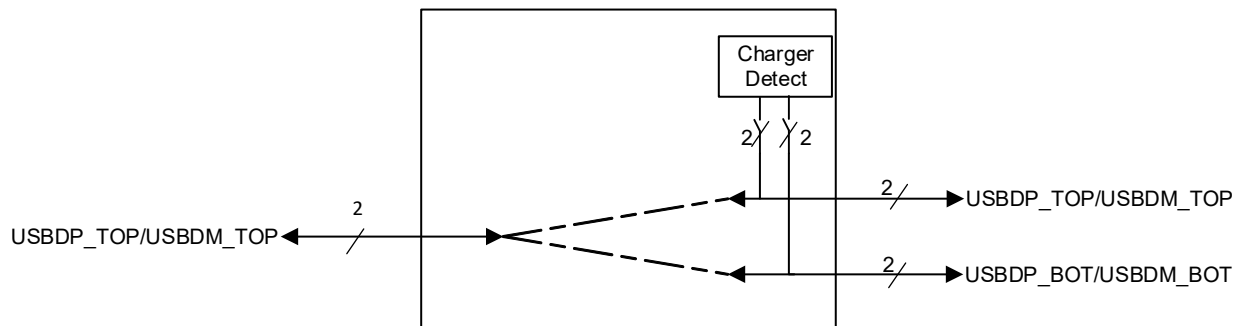 Charger
Detect
2
2
2
USBDP_TOP/USBDM_TOP
2
USBDP_TOP/USBDM_TOP
2
USBDP_BOT/USBDM_BOT